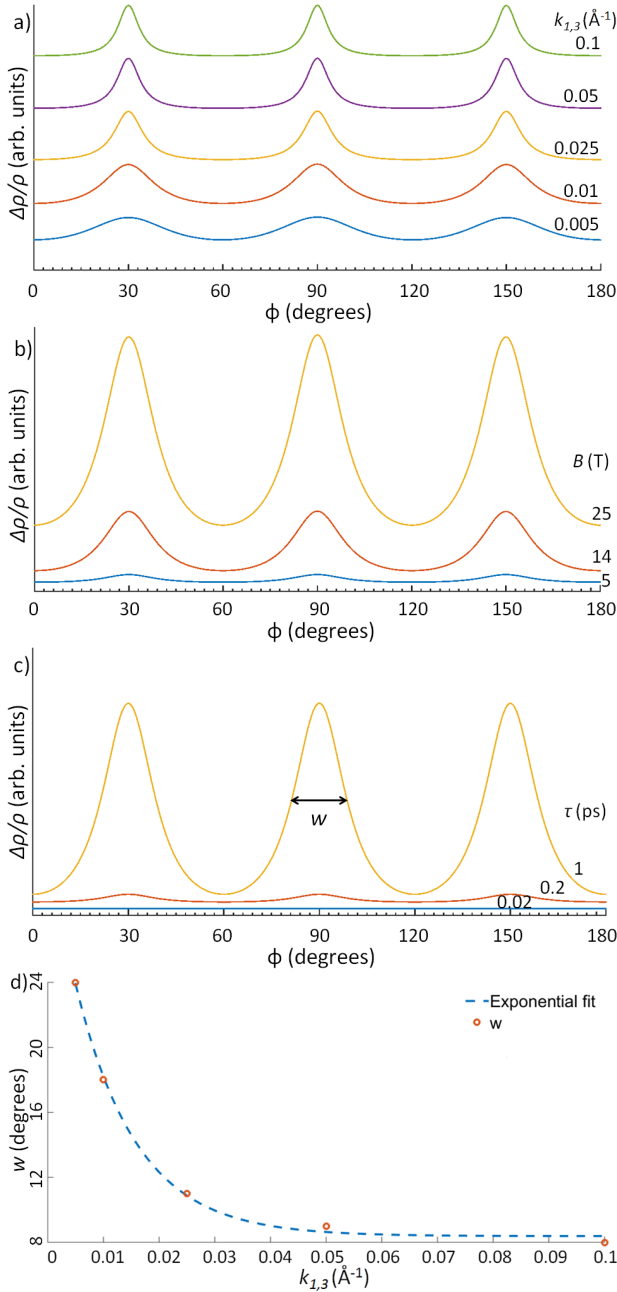 a)
k1,3 (Å-1)
0.1
0.05
0.025
0.01
0.005
Δρ/ρ (arb. units)
0 30 60 90 120 150 180
ϕ (degrees)
b)
B (T)
25
14
5
Δρ/ρ (arb. units)
0 30 60 90 120 150 180
ϕ (degrees)
c)
w
τ (ps)
1
0.2
0.02
Δρ/ρ (arb. units)
0 30 60 90 120 150 180
ϕ (degrees)
d)
Exponential fit
w
24
20
16
12
8
w (degrees)
0 0.01 0.02 0.03 0.04 0.05 0.06 0.07 0.08 0.09 0.1
k1,3 (Å-1)